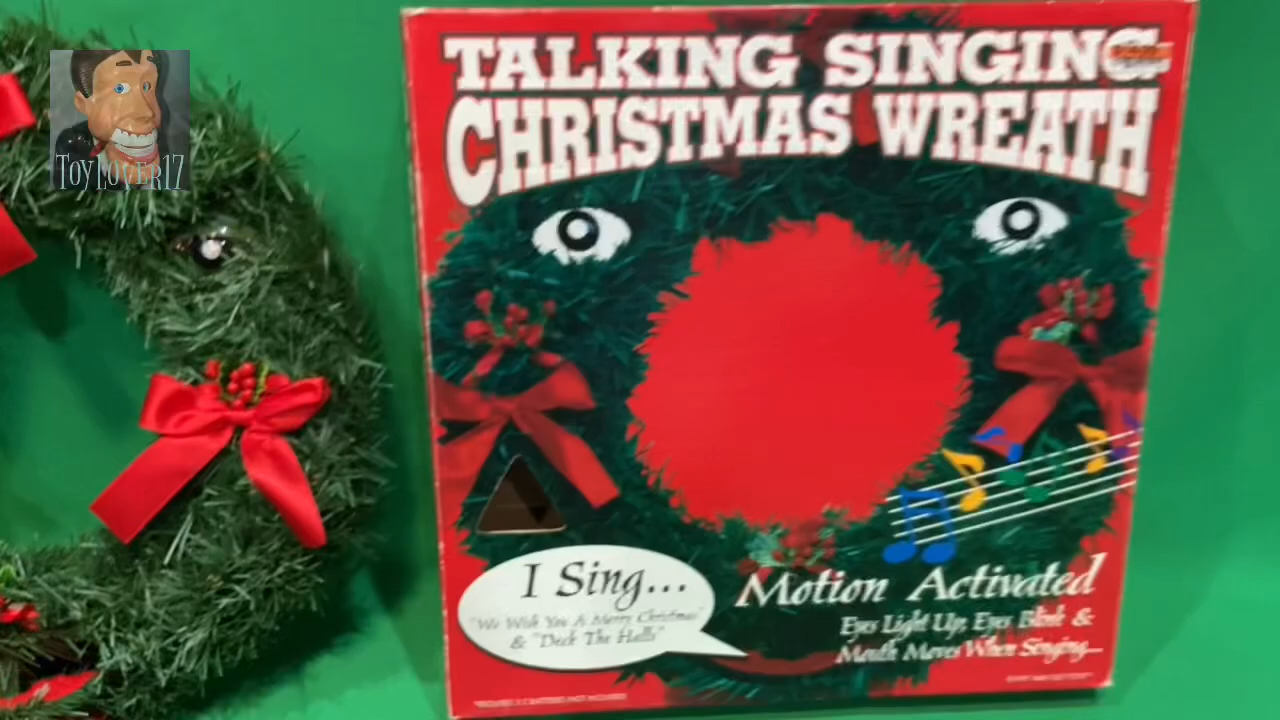 ToyLover17
TALKING SINGING
CHRISTMAS WREATH
I Sing...
"We Wish You A Merry Christmas"
& "Deck The Halls"
Motion Activated
Eyes Light Up, Eyes Blink &
Mouth Moves When Singing...